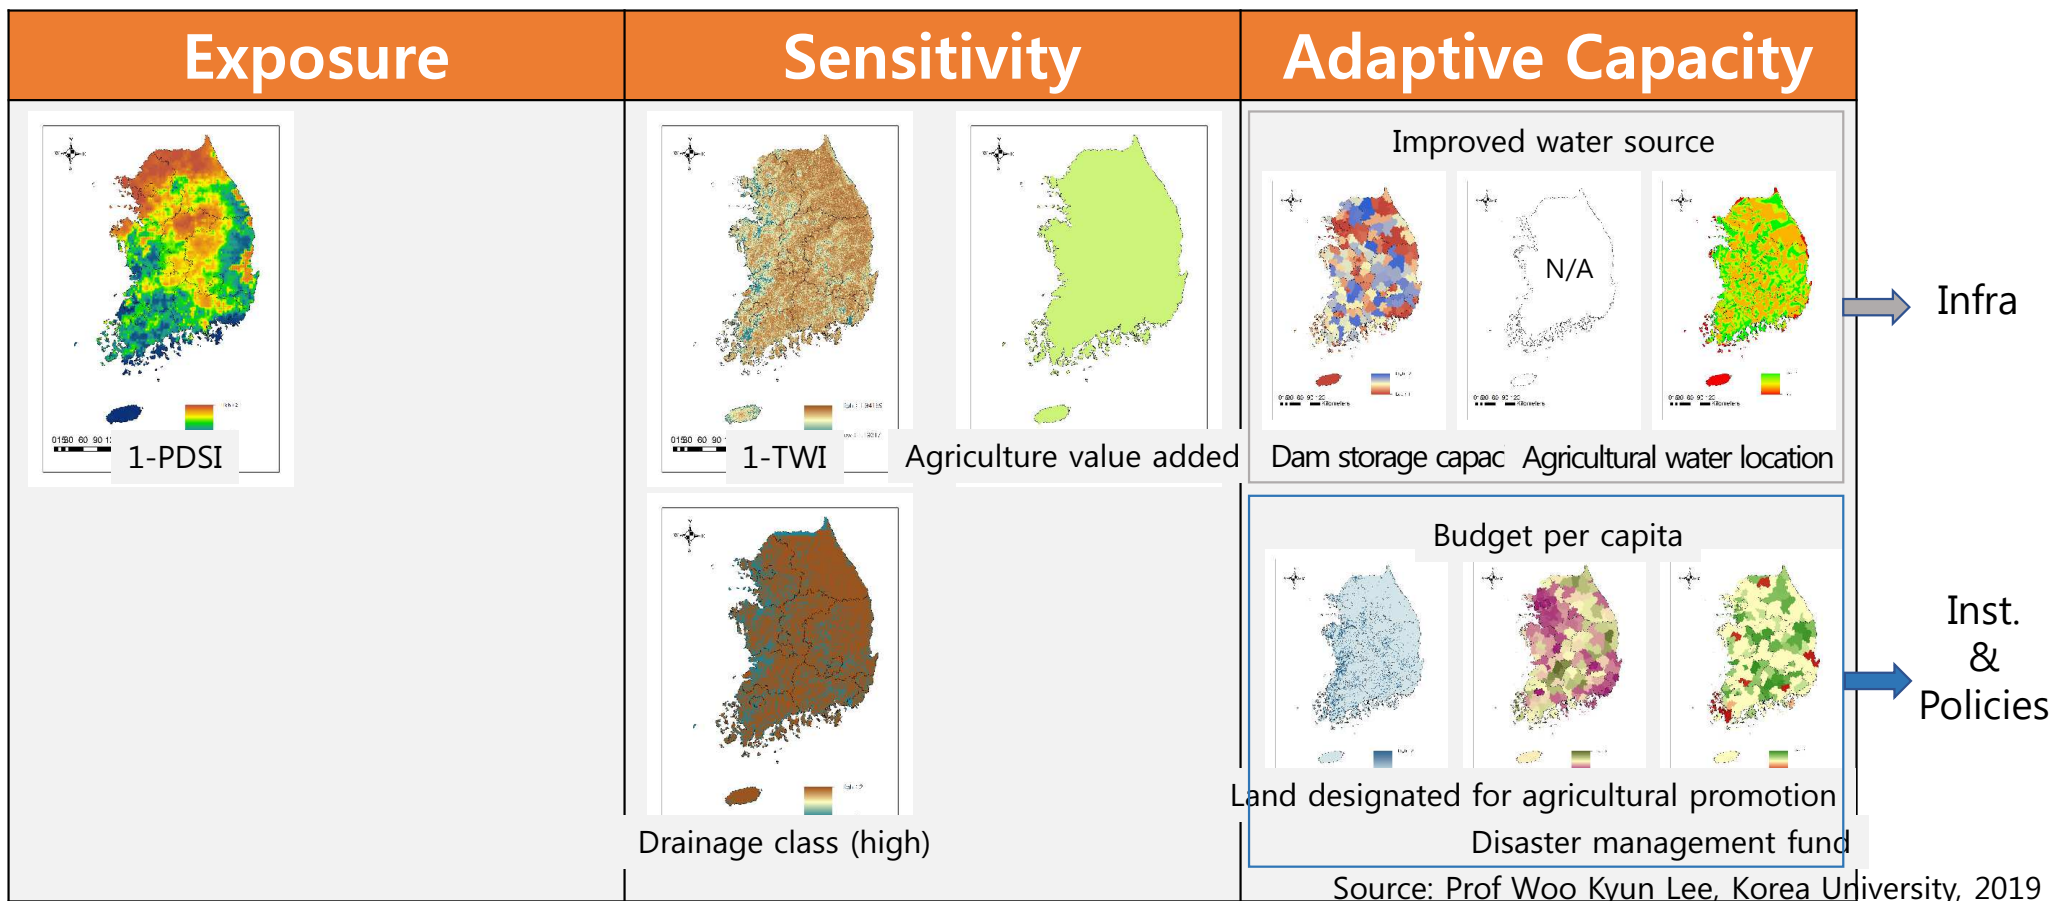 Exposure
Sensitivity
Adaptive Capacity
1-PDSI
1-TWI
Agriculture value added
Drainage class (high)
Improved water source
N/A
Dam storage capac
Agricultural water location
Infra
Budget per capita
Land designated for agricultural promotion
Disaster management fund
Inst.
&
Policies
Source: Prof Woo Kyun Lee, Korea University, 2019